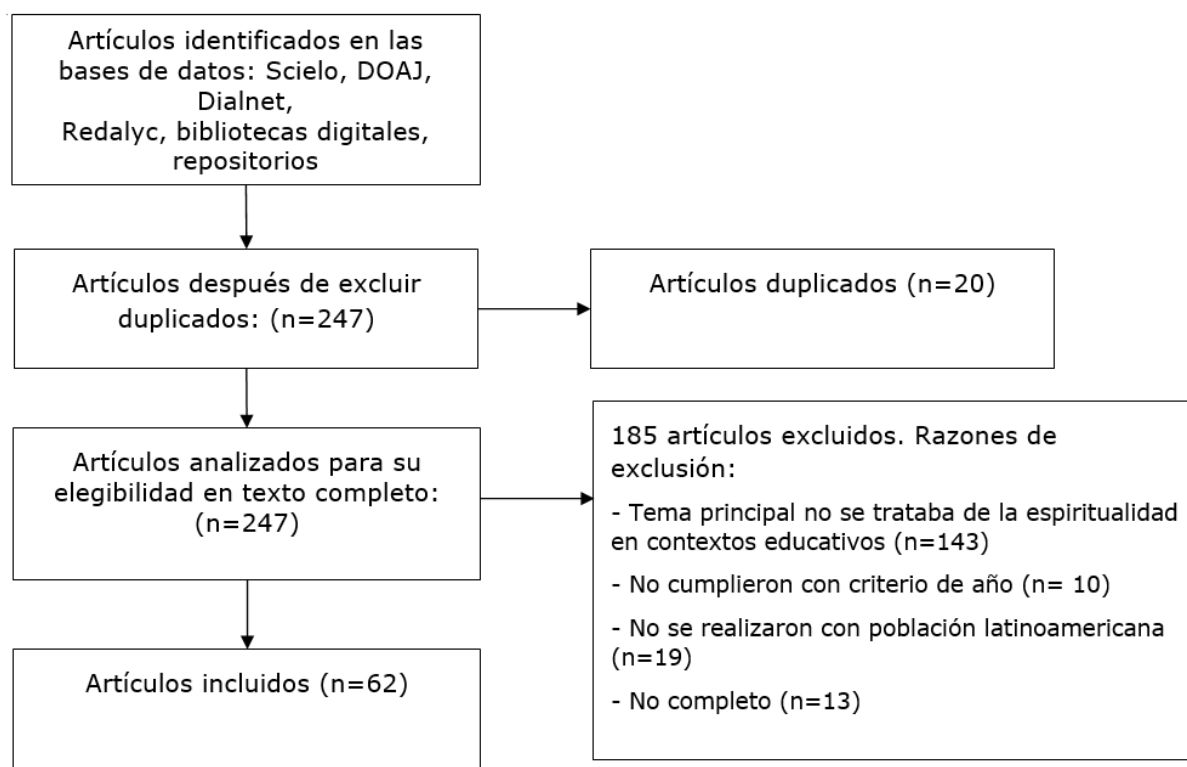 Artículos identificados en las
bases de datos: Scielo, DOAJ,
Dialnet,
Redalyc, bibliotecas digitales,
repositorios
Artículos después de excluir
duplicados: (n=247)
Artículos duplicados (n=20)
Artículos analizados para su
elegibilidad en texto completo:
(n=247)
185 artículos excluidos. Razones de
exclusión:
- Tema principal no se trataba de la espiritualidad
en contextos educativos (n=143)
- No cumplieron con criterio de año (n= 10)
- No se realizaron con población latinoamericana
(n=19)
- No completo (n=13)
Artículos incluidos (n=62)